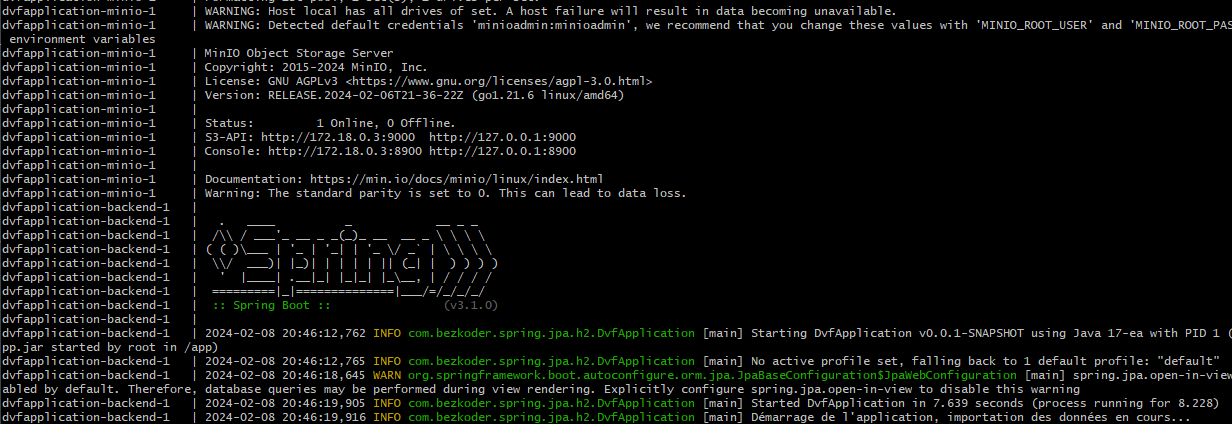 dvfapplication-minio-1 | WARNING: Host local has all drives of set. A host failure will result in data becoming unavailable.
dvfapplication-minio-1 | WARNING: Detected default credentials 'minioadmin:minioadmin', we recommend that you change these values with 'MINIO_ROOT_USER' and 'MINIO_ROOT_PAS
environment variables
dvfapplication-minio-1 | MinIO Object Storage Server
dvfapplication-minio-1 | Copyright: 2015-2024 MinIO, Inc.
dvfapplication-minio-1 | License: GNU AGPLv3 <https://www.gnu.org/licenses/agpl-3.0.html>
dvfapplication-minio-1 | Version: RELEASE.2024-02-06T21-36-22Z (go1.21.6 linux/amd64)
dvfapplication-minio-1 |
dvfapplication-minio-1 | Status: 1 Online, 0 Offline.
dvfapplication-minio-1 | S3-API: http://172.18.0.3:9000 http://127.0.0.1:9000
dvfapplication-minio-1 | Console: http://172.18.0.3:8900 http://127.0.0.1:8900
dvfapplication-minio-1 |
dvfapplication-minio-1 | Documentation: https://min.io/docs/minio/linux/index.html
dvfapplication-minio-1 | Warning: The standard parity is set to 0. This can lead to data loss.
dvfapplication-backend-1 |
dvfapplication-backend-1 |   .   ____          _            __ _ _
dvfapplication-backend-1 |  /\\ / ___'_ __ _ _(_)_ __  __ _ \ \ \ \
dvfapplication-backend-1 | ( ( )\___ | '_ | '_| | '_ \/ _` | \ \ \ \
dvfapplication-backend-1 |  \\/  ___)| |_)| | | | | || (_| |  ) ) ) )
dvfapplication-backend-1 |   '  |____| .__|_| |_|_| |_\__, | / / / /
dvfapplication-backend-1 |  =========|_|==============|___/=/_/_/_/
dvfapplication-backend-1 | :: Spring Boot :: (v3.1.0)
dvfapplication-backend-1 |
dvfapplication-backend-1 | 2024-02-08 20:46:12,762 INFO com.bezkoder.spring.jpa.h2.DvfApplication [main] Starting DvfApplication v0.0.1-SNAPSHOT using Java 17-ea with PID 1 (
pp.jar started by root in /app)
dvfapplication-backend-1 | 2024-02-08 20:46:12,765 INFO com.bezkoder.spring.jpa.h2.DvfApplication [main] No active profile set, falling back to 1 default profile: "default"
dvfapplication-backend-1 | 2024-02-08 20:46:18,645 WARN org.springframework.boot.autoconfigure.orm.jpa.JpaBaseConfiguration$JpaWebConfiguration [main] spring.jpa.open-in-view
abled by default. Therefore, database queries may be performed during view rendering. Explicitly configure spring.jpa.open-in-view to disable this warning
dvfapplication-backend-1 | 2024-02-08 20:46:19,905 INFO com.bezkoder.spring.jpa.h2.DvfApplication [main] Started DvfApplication in 7.639 seconds (process running for 8.228)
dvfapplication-backend-1 | 2024-02-08 20:46:19,916 INFO com.bezkoder.spring.jpa.h2.DvfApplication [main] Démarrage de l'application, importation des données en cours...